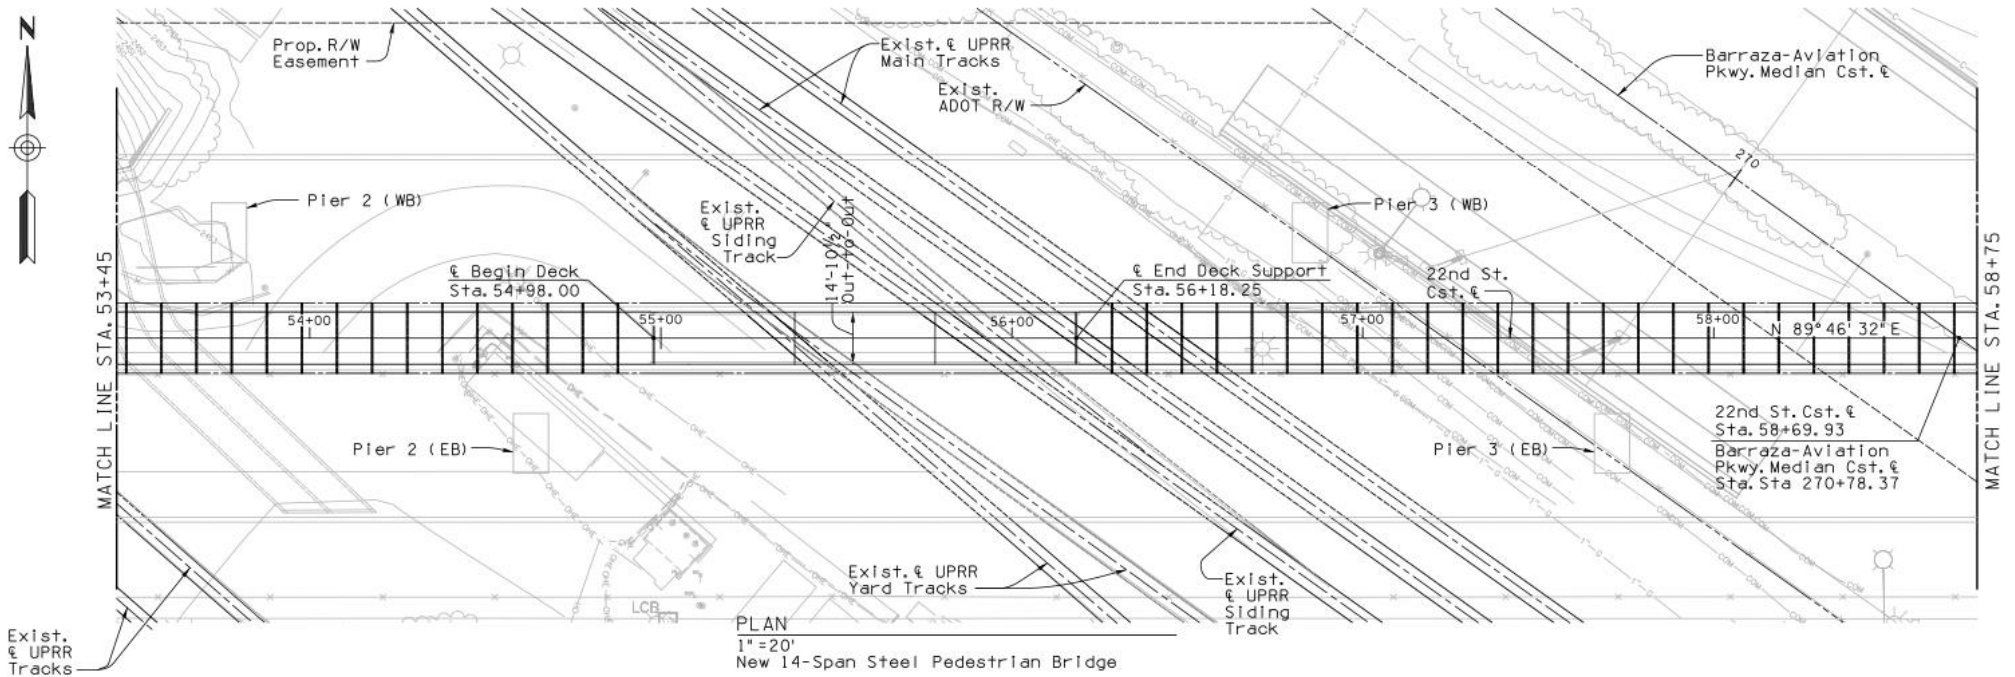 N
Prop. R/W
Easement
Exist. ℄ UPRR
Main Tracks
Exist.
ADOT R/W
Barraza-Aviation
Pkwy. Median Cst. ℄
270
Pier 2 (WB)
Exist.
℄ UPRR
Siding
Track
14'-10½"
Out-to-Out
Pier 3 (WB)
℄ Begin Deck
Sta. 54+98.00
℄ End Deck Support
Sta. 56+18.25
22nd St.
Cst. ℄
MATCH LINE STA. 53+45
54+00
55+00
56+00
57+00
58+00
N 89°46'32" E
MATCH LINE STA. 58+75
Pier 2 (EB)
Pier 3 (EB)
22nd St. Cst. ℄
Sta. 58+69.93
Barraza-Aviation
Pkwy. Median Cst. ℄
Sta. Sta 270+78.37
Exist. ℄ UPRR
Yard Tracks
Exist.
℄ UPRR
Siding
Track
LCB
Exist.
℄ UPRR
Tracks
PLAN
1"=20'
New 14-Span Steel Pedestrian Bridge